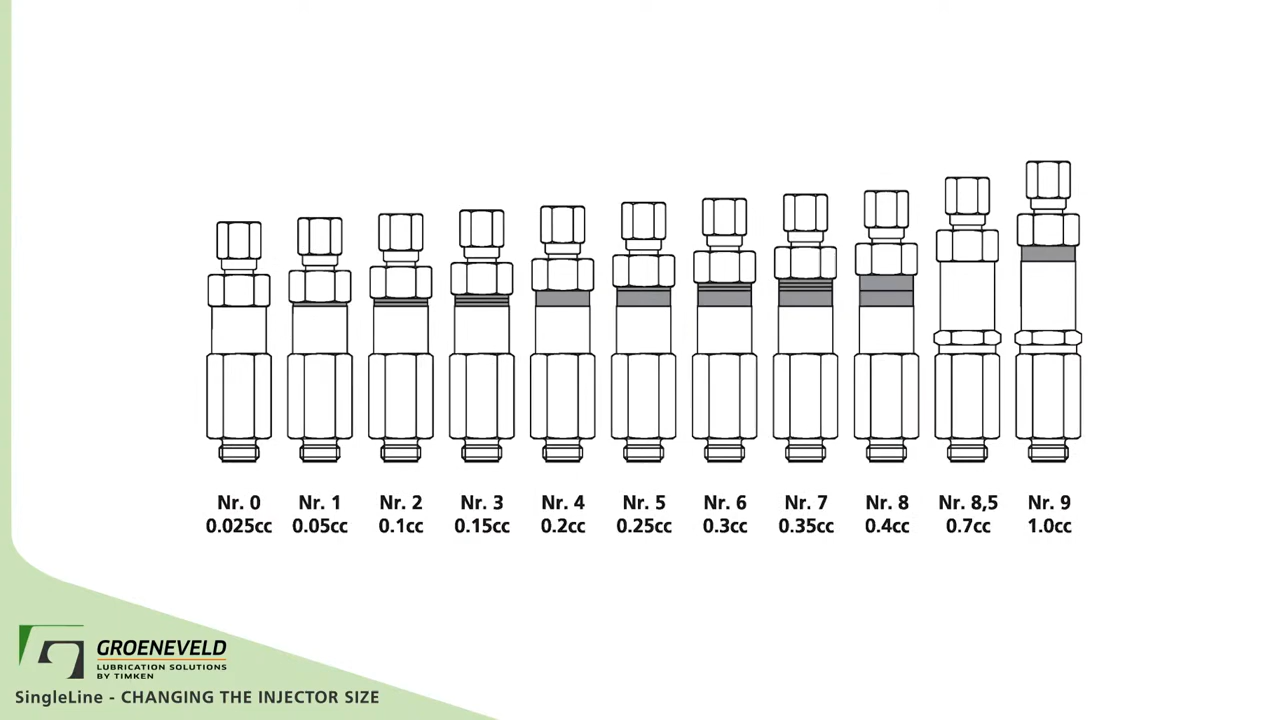 Nr. 0 Nr. 1 Nr. 2 Nr. 3 Nr. 4 Nr. 5 Nr. 6 Nr. 7 Nr. 8 Nr. 8,5 Nr. 9
0.025cc 0.05cc 0.1cc 0.15cc 0.2cc 0.25cc 0.3cc 0.35cc 0.4cc 0.7cc 1.0cc
GROENEVELD
LUBRICATION SOLUTIONS
BY TIMKEN
SingleLine - CHANGING THE INJECTOR SIZE